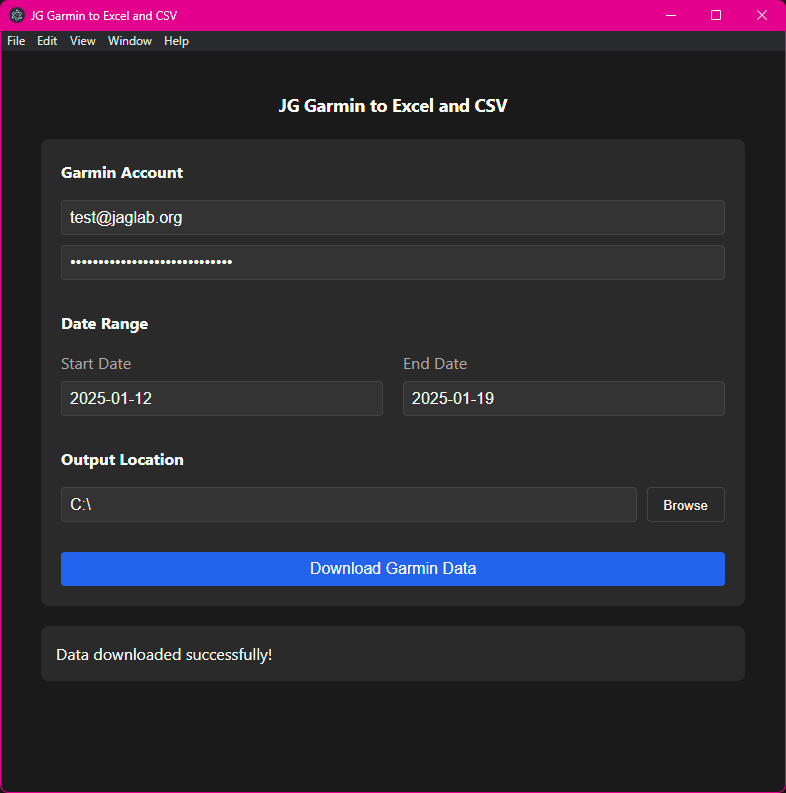 JG Garmin to Excel and CSV
File Edit View Window Help
JG Garmin to Excel and CSV
Garmin Account
test@jaglab.org
•••••••••••••••••••••••••••••
Date Range
Start Date End Date
2025-01-12 2025-01-19
Output Location
C:\ Browse
Download Garmin Data
Data downloaded successfully!